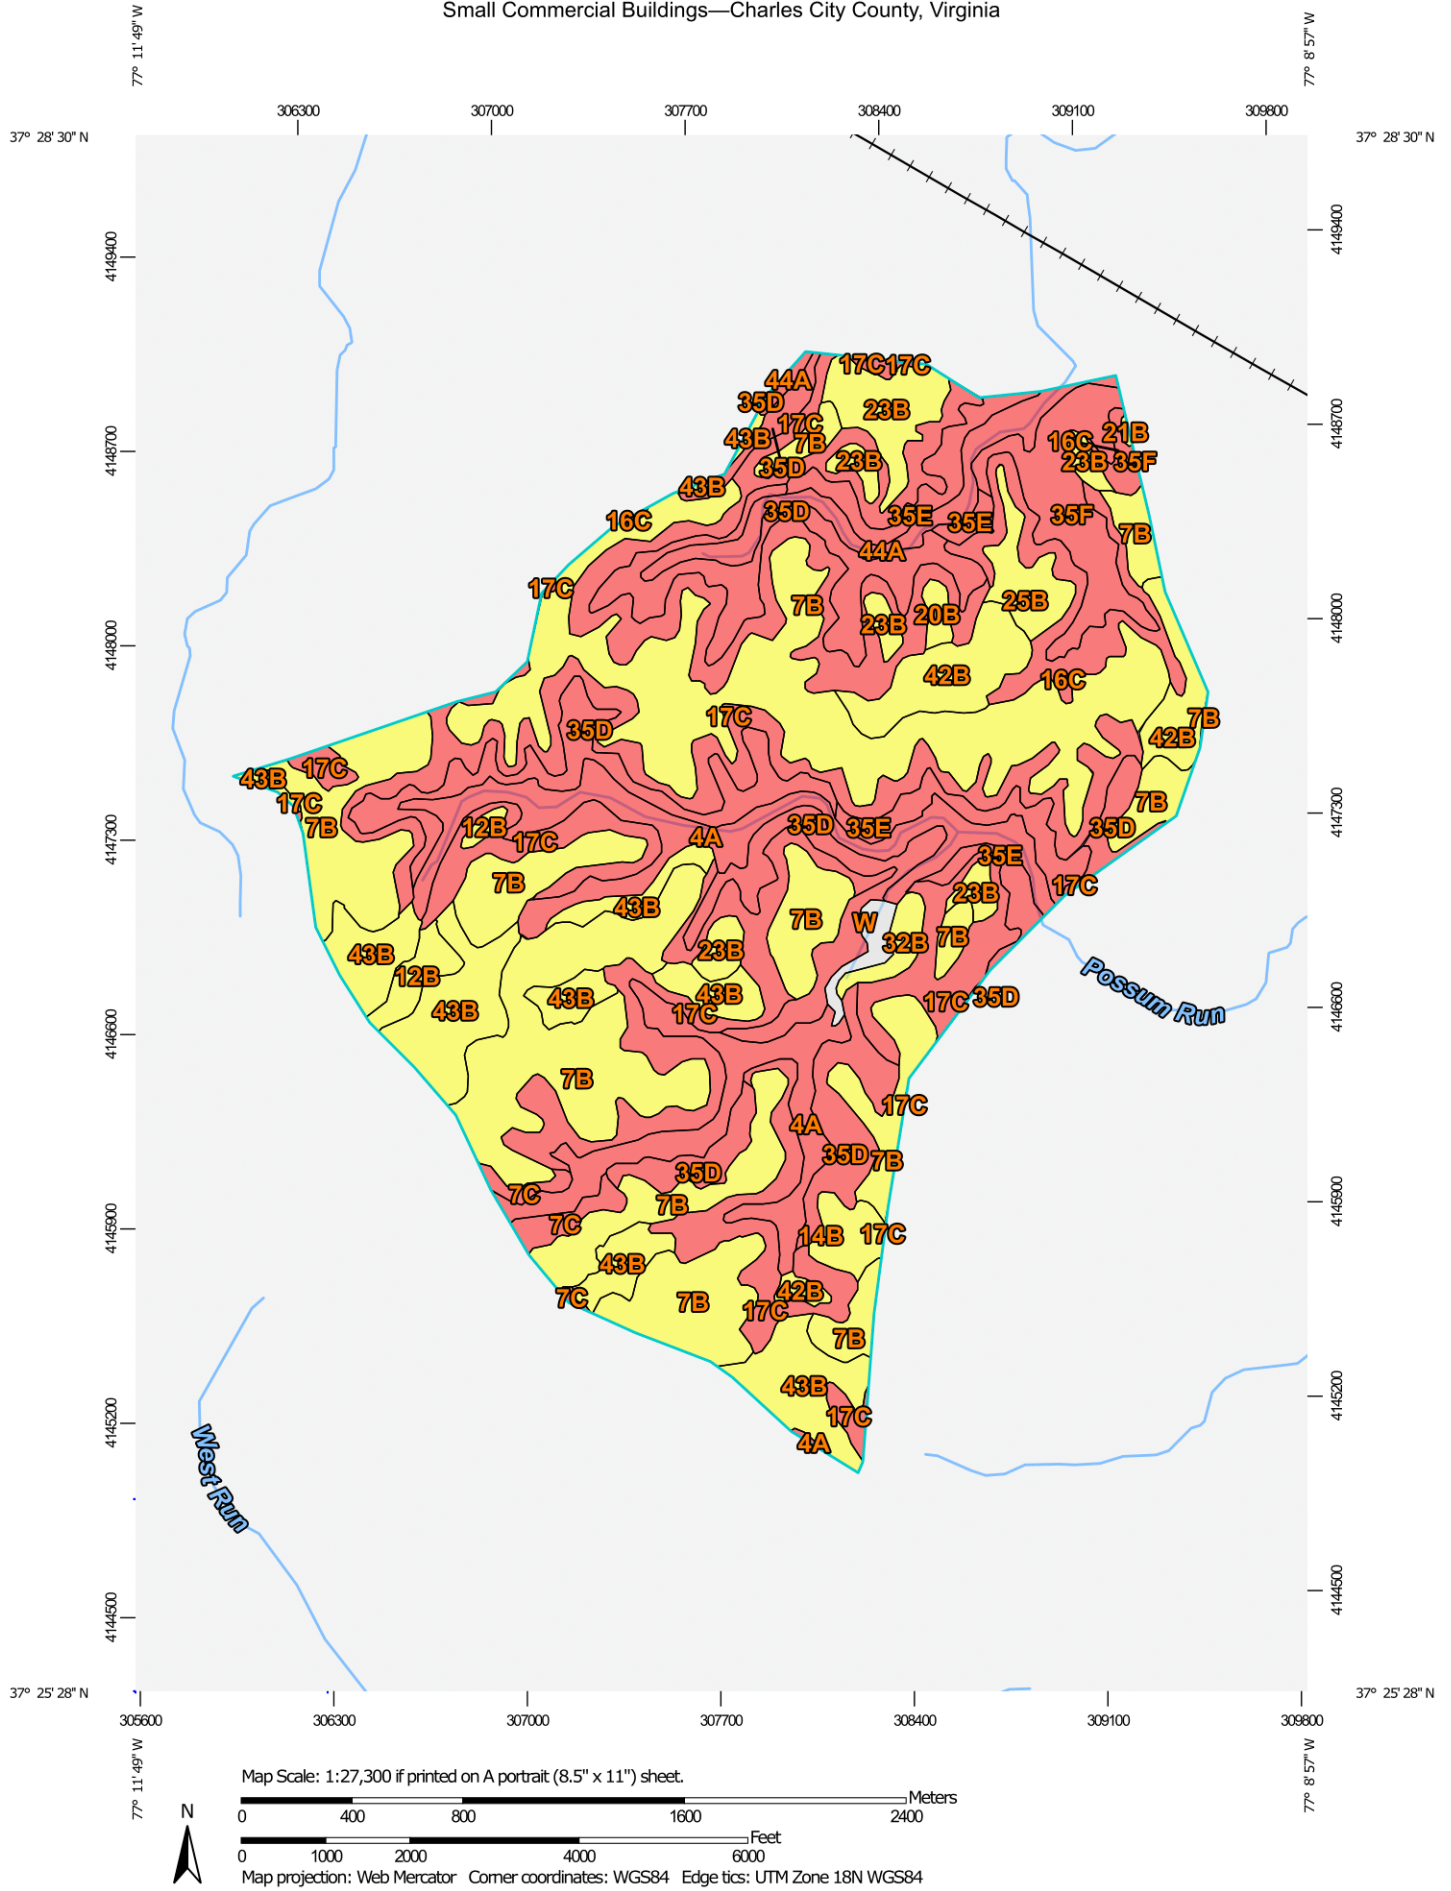 Small Commercial Buildings—Charles City County, Virginia
77° 11' 49" W
77° 8' 57" W
306300 307000 307700 308400 309100 309800
37° 28' 30" N
37° 28' 30" N
4149400
4149400
17C 17C
44A
35D
23B
17C
43B 7B
21B
16C
4148700
4148700
23B
35D
23B 35F
43B
16C
35D
35E 35E
35F
7B
44A
17C
7B
25B
23B 20B
4148000
4148000
42B
16C
17C
7B
35D
42B
17C
43B
17C
7B
7B
4147300
4147300
12B
17C
4A
35D 35E
35D
35E
7B
17C
43B
23B
7B
W
7B
32B
43B
23B
12B
43B
43B
43B
17C
17C 35D
Possum Run
4146600
4146600
7B
17C
4A
35D
7B
35D
7C
7B
4145900
4145900
7C
14B
17C
43B
42B
7C
7B
17C
7B
43B
4145200
4145200
17C
4A
West Run
4144500
4144500
37° 25' 28" N
37° 25' 28" N
305600 306300 307000 307700 308400 309100 309800
77° 11' 49" W
77° 8' 57" W
Map Scale: 1:27,300 if printed on A portrait (8.5" x 11") sheet.
Meters
N
0 400 800 1600 2400
Feet
0 1000 2000 4000 6000
Map projection: Web Mercator Corner coordinates: WGS84 Edge tics: UTM Zone 18N WGS84